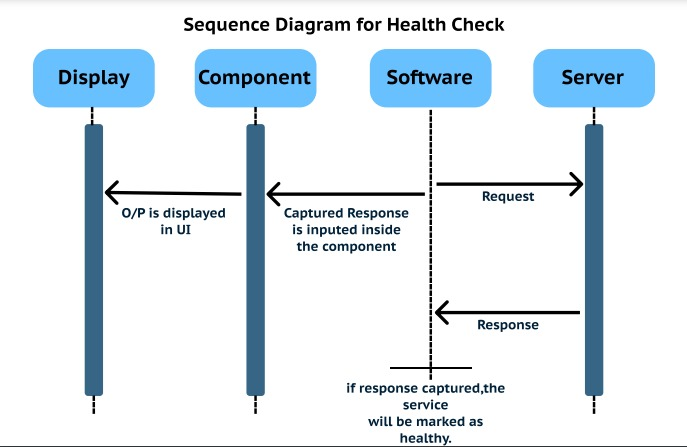 Sequence Diagram for Health Check
Display
Component
Software
Server
O/P is displayed
in UI
Captured Response
is inputed inside
the component
Request
Response
if response captured,the
service
will be marked as
healthy.